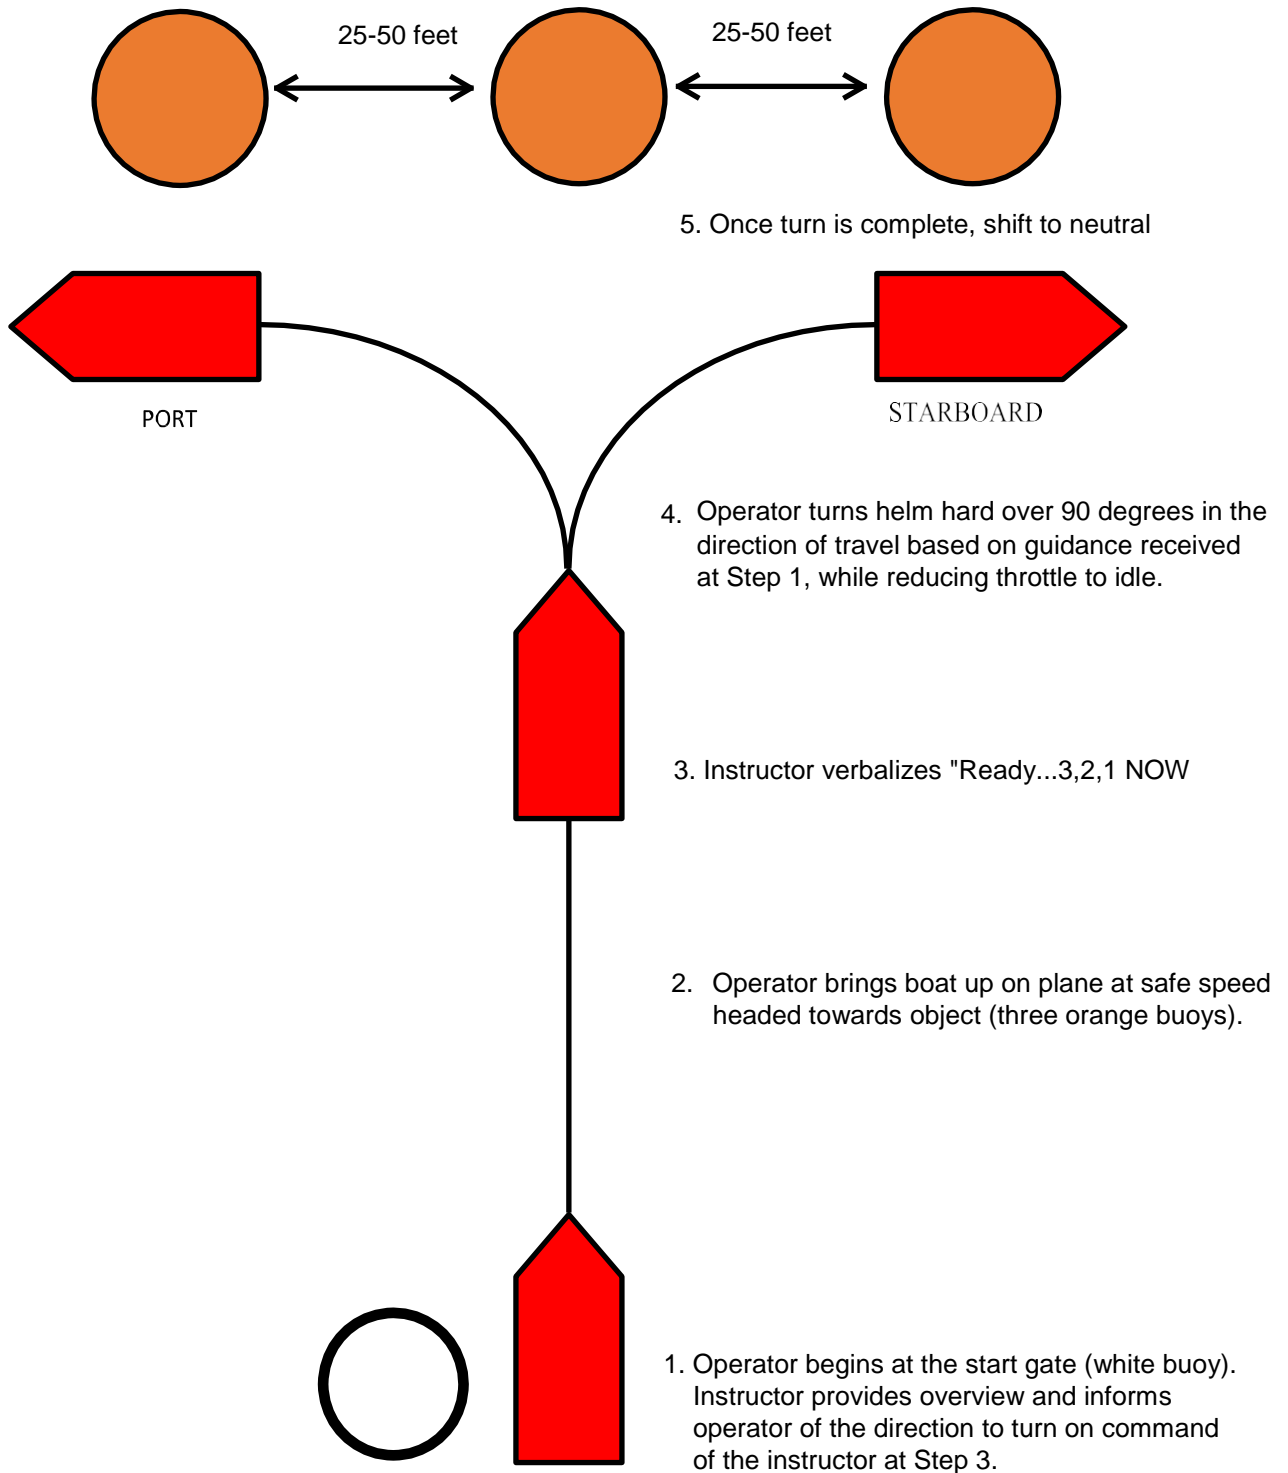 25-50 feet
25-50 feet
5. Once turn is complete, shift to neutral
PORT
STARBOARD
4. Operator turns helm hard over 90 degrees in the
direction of travel based on guidance received
at Step 1, while reducing throttle to idle.
3. Instructor verbalizes "Ready...3,2,1 NOW
2. Operator brings boat up on plane at safe speed
headed towards object (three orange buoys).
1. Operator begins at the start gate (white buoy).
Instructor provides overview and informs
operator of the direction to turn on command
of the instructor at Step 3.